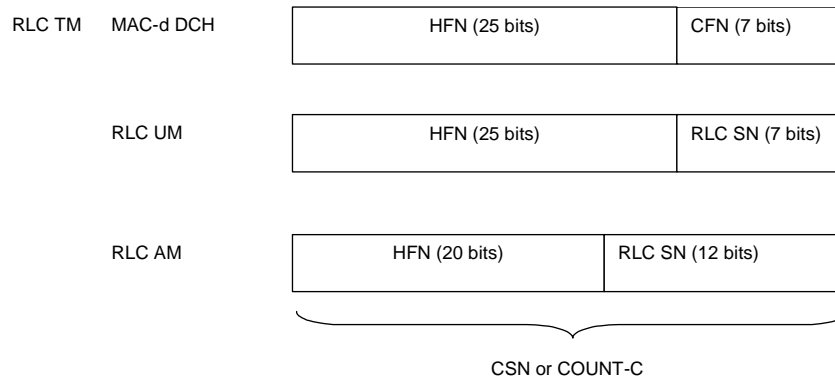 RLC TM MAC-d DCH HFN (25 bits) CFN (7 bits)
RLC UM HFN (25 bits) RLC SN (7 bits)
RLC AM HFN (20 bits) RLC SN (12 bits)
CSN or COUNT-C